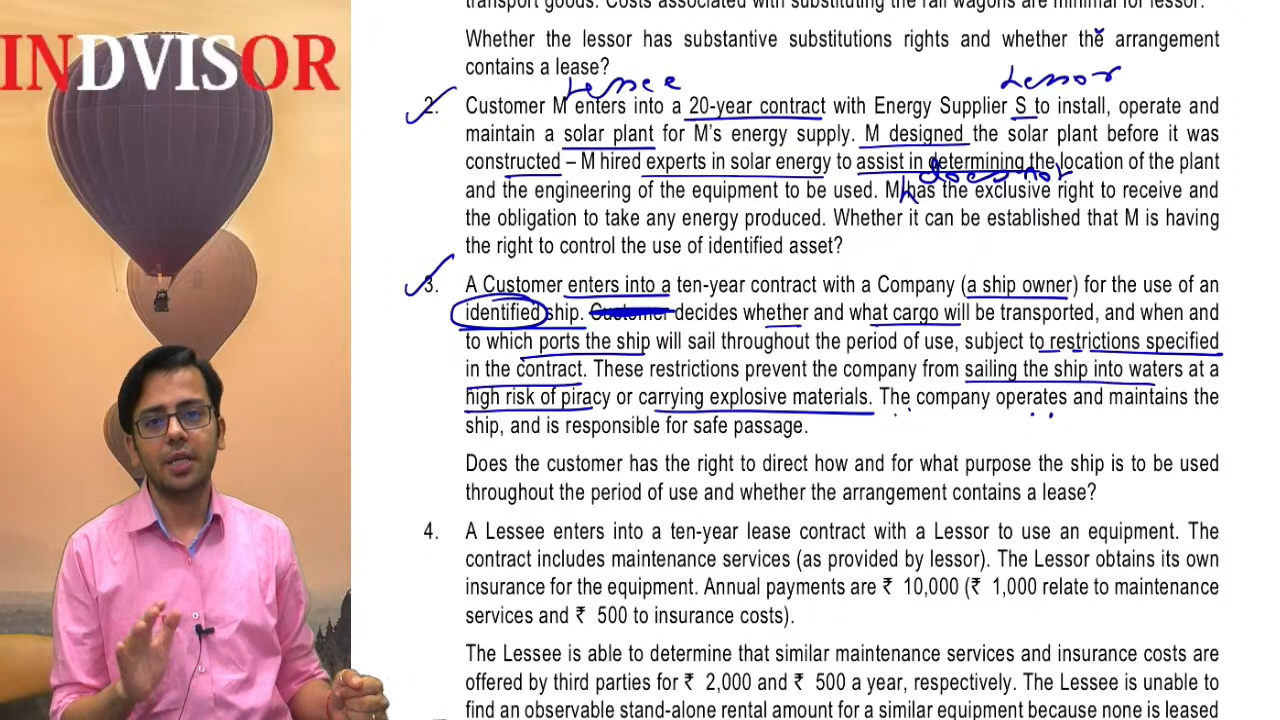 INDVISOR
transport goods. Costs associated with substituting the rail wagons are minimal for lessor.
Whether the lessor has substantive substitutions rights and whether the arrangement
contains a lease?
Lessee
Lessor
2. Customer M enters into a 20-year contract with Energy Supplier S to install, operate and
maintain a solar plant for M's energy supply. M designed the solar plant before it was
constructed – M hired experts in solar energy to assist in determining the location of the plant
does not
and the engineering of the equipment to be used. M has the exclusive right to receive and
the obligation to take any energy produced. Whether it can be established that M is having
the right to control the use of identified asset?
3. A Customer enters into a ten-year contract with a Company (a ship owner) for the use of an
identified ship. Customer decides whether and what cargo will be transported, and when and
to which ports the ship will sail throughout the period of use, subject to restrictions specified
in the contract. These restrictions prevent the company from sailing the ship into waters at a
high risk of piracy or carrying explosive materials. The company operates and maintains the
ship, and is responsible for safe passage.
Does the customer has the right to direct how and for what purpose the ship is to be used
throughout the period of use and whether the arrangement contains a lease?
4. A Lessee enters into a ten-year lease contract with a Lessor to use an equipment. The
contract includes maintenance services (as provided by lessor). The Lessor obtains its own
insurance for the equipment. Annual payments are ₹ 10,000 (₹ 1,000 relate to maintenance
services and ₹ 500 to insurance costs).
The Lessee is able to determine that similar maintenance services and insurance costs are
offered by third parties for ₹ 2,000 and ₹ 500 a year, respectively. The Lessee is unable to
find an observable stand-alone rental amount for a similar equipment because none is leased